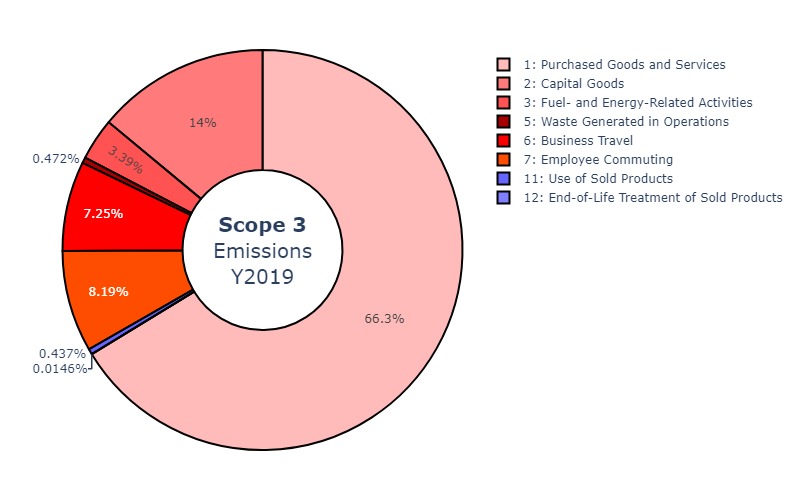 1: Purchased Goods and Services
2: Capital Goods
3: Fuel- and Energy-Related Activities
5: Waste Generated in Operations
6: Business Travel
7: Employee Commuting
11: Use of Sold Products
12: End-of-Life Treatment of Sold Products
14%
3.39%
0.472%
7.25%
Scope 3
Emissions
Y2019
8.19%
66.3%
0.437%
0.0146%